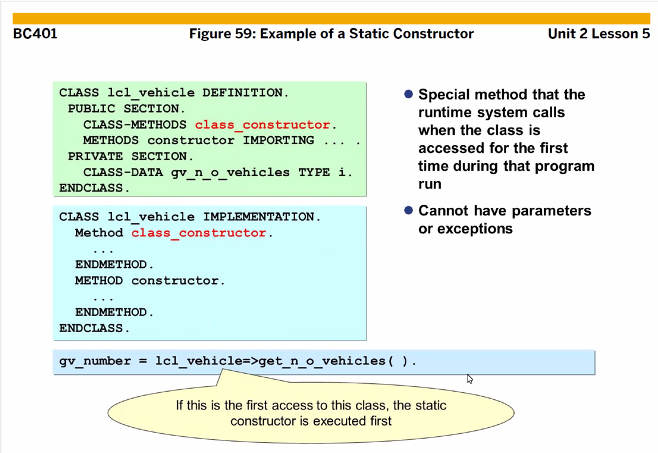 BC401 Figure 59: Example of a Static Constructor Unit 2 Lesson 5
CLASS lcl_vehicle DEFINITION.
PUBLIC SECTION.
CLASS-METHODS class_constructor.
METHODS constructor IMPORTING ... .
PRIVATE SECTION.
CLASS-DATA gv_n_o_vehicles TYPE i.
ENDCLASS.
CLASS lcl_vehicle IMPLEMENTATION.
Method class_constructor.
...
ENDMETHOD.
METHOD constructor.
...
ENDMETHOD.
ENDCLASS.
gv_number = lcl_vehicle=>get_n_o_vehicles( ).
If this is the first access to this class, the static
constructor is executed first
● Special method that the
runtime system calls
when the class is
accessed for the first
time during that program
run
● Cannot have parameters
or exceptions